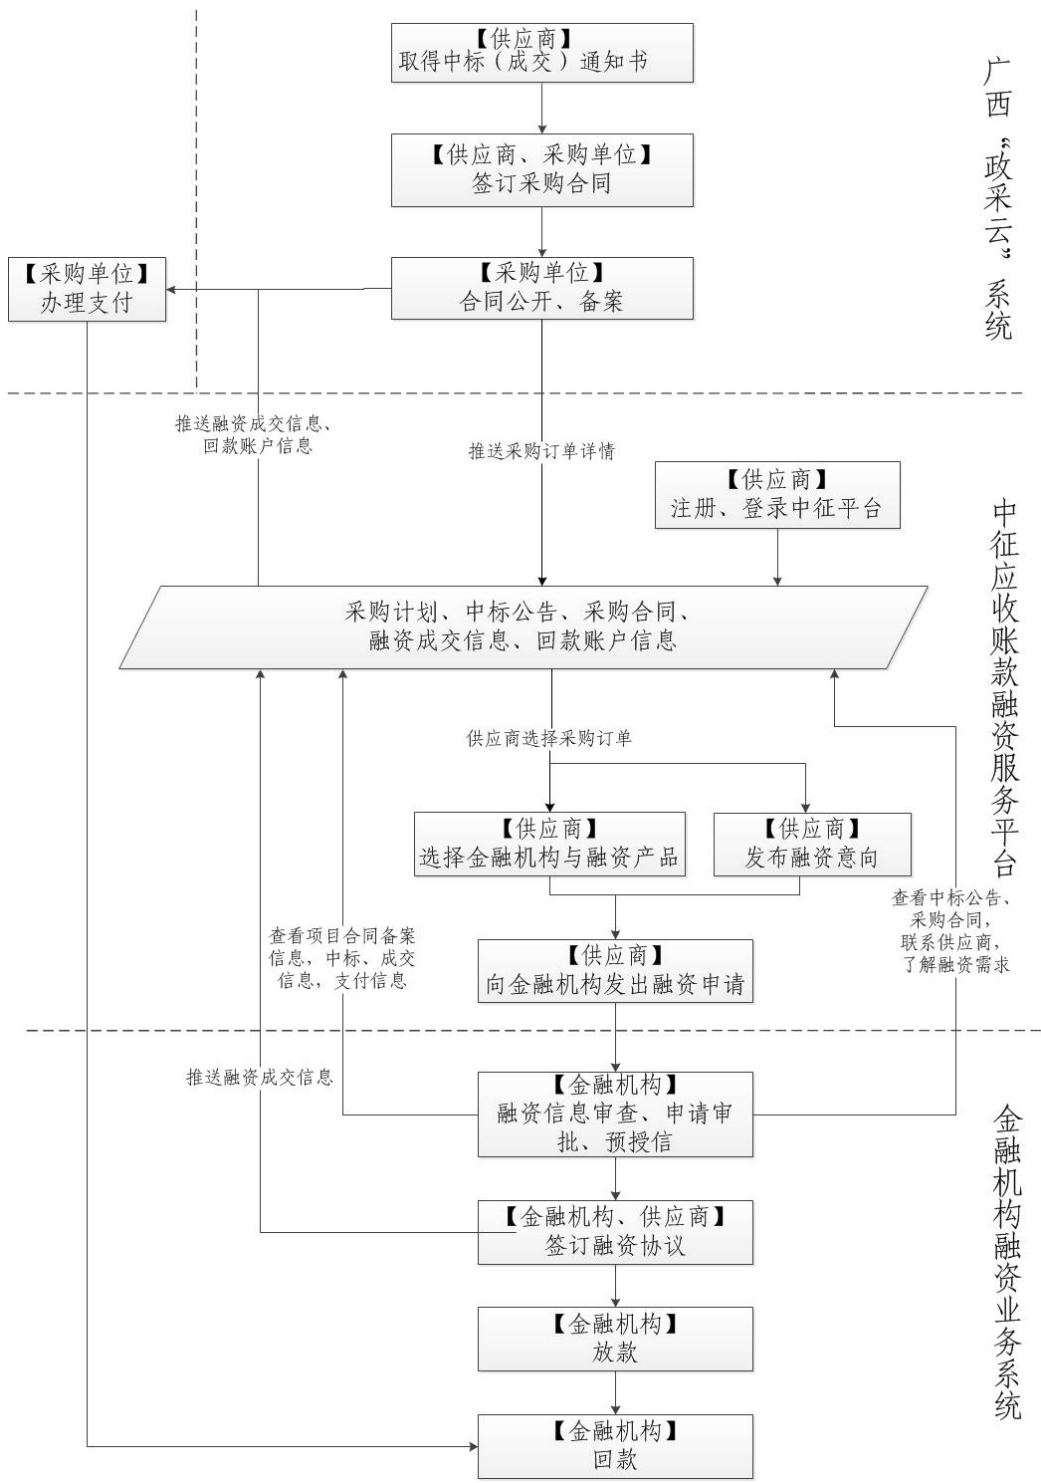 【供应商】
取得中标（成交）通知书
【供应商、采购单位】
签订采购合同
广西“政采云”系统
【采购单位】
办理支付
【采购单位】
合同公开、备案
推送融资成交信息、
回款账户信息
推送采购订单详情
【供应商】
注册、登录中征平台
中征应收账款融资服务平台
采购计划、中标公告、采购合同、
融资成交信息、回款账户信息
供应商选择采购订单
【供应商】
选择金融机构与融资产品
【供应商】
发布融资意向
查看中标公告、
采购合同，
联系供应商，
了解融资需求
查看项目合同备案
信息，中标、成交
信息，支付信息
【供应商】
向金融机构发出融资申请
推送融资成交信息
【金融机构】
融资信息审查、申请审
批、预授信
金融机构融资业务系统
【金融机构、供应商】
签订融资协议
【金融机构】
放款
【金融机构】
回款